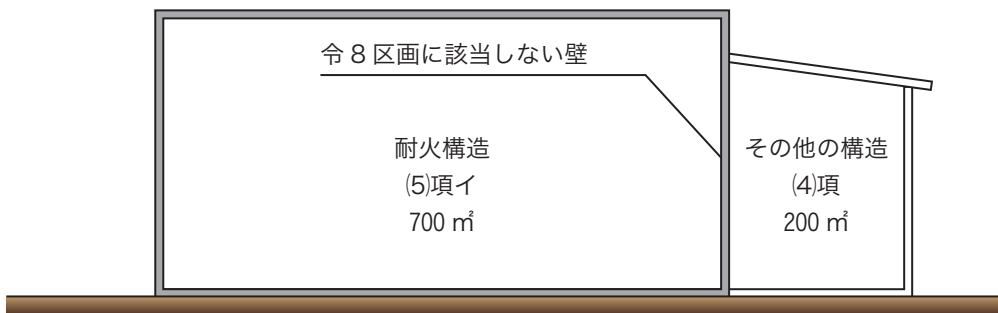 令8区画に該当しない壁
耐火構造
⑸項イ
700 ㎡
その他の構造
⑷項
200 ㎡